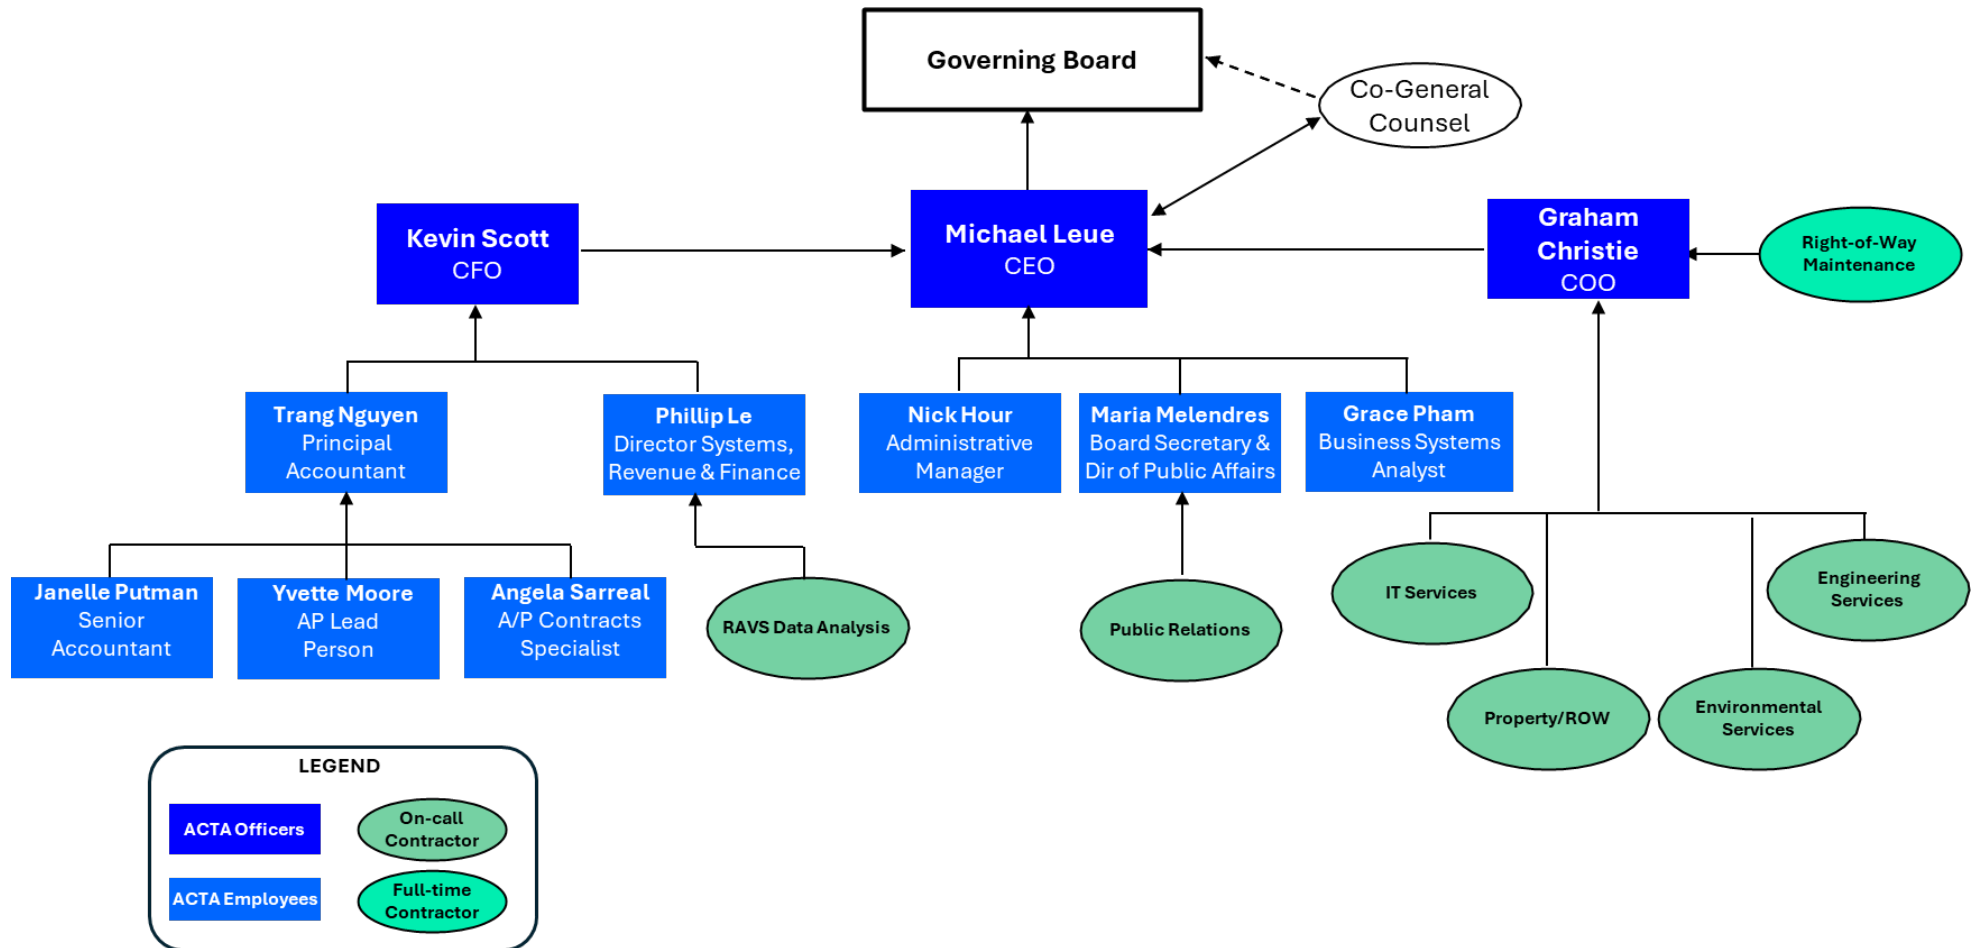 Governing Board
Co-General
Counsel
Kevin Scott
CFO
Michael Leue
CEO
Graham
Christie
COO
Right-of-Way
Maintenance
Trang Nguyen
Principal
Accountant
Phillip Le
Director Systems,
Revenue & Finance
Nick Hour
Administrative
Manager
Maria Melendres
Board Secretary &
Dir of Public Affairs
Grace Pham
Business Systems
Analyst
Janelle Putman
Senior
Accountant
Yvette Moore
AP Lead
Person
Angela Sarreal
A/P Contracts
Specialist
RAVS Data Analysis
Public Relations
IT Services
Engineering
Services
Property/ROW
Environmental
Services
LEGEND
ACTA Officers
On-call
Contractor
ACTA Employees
Full-time
Contractor